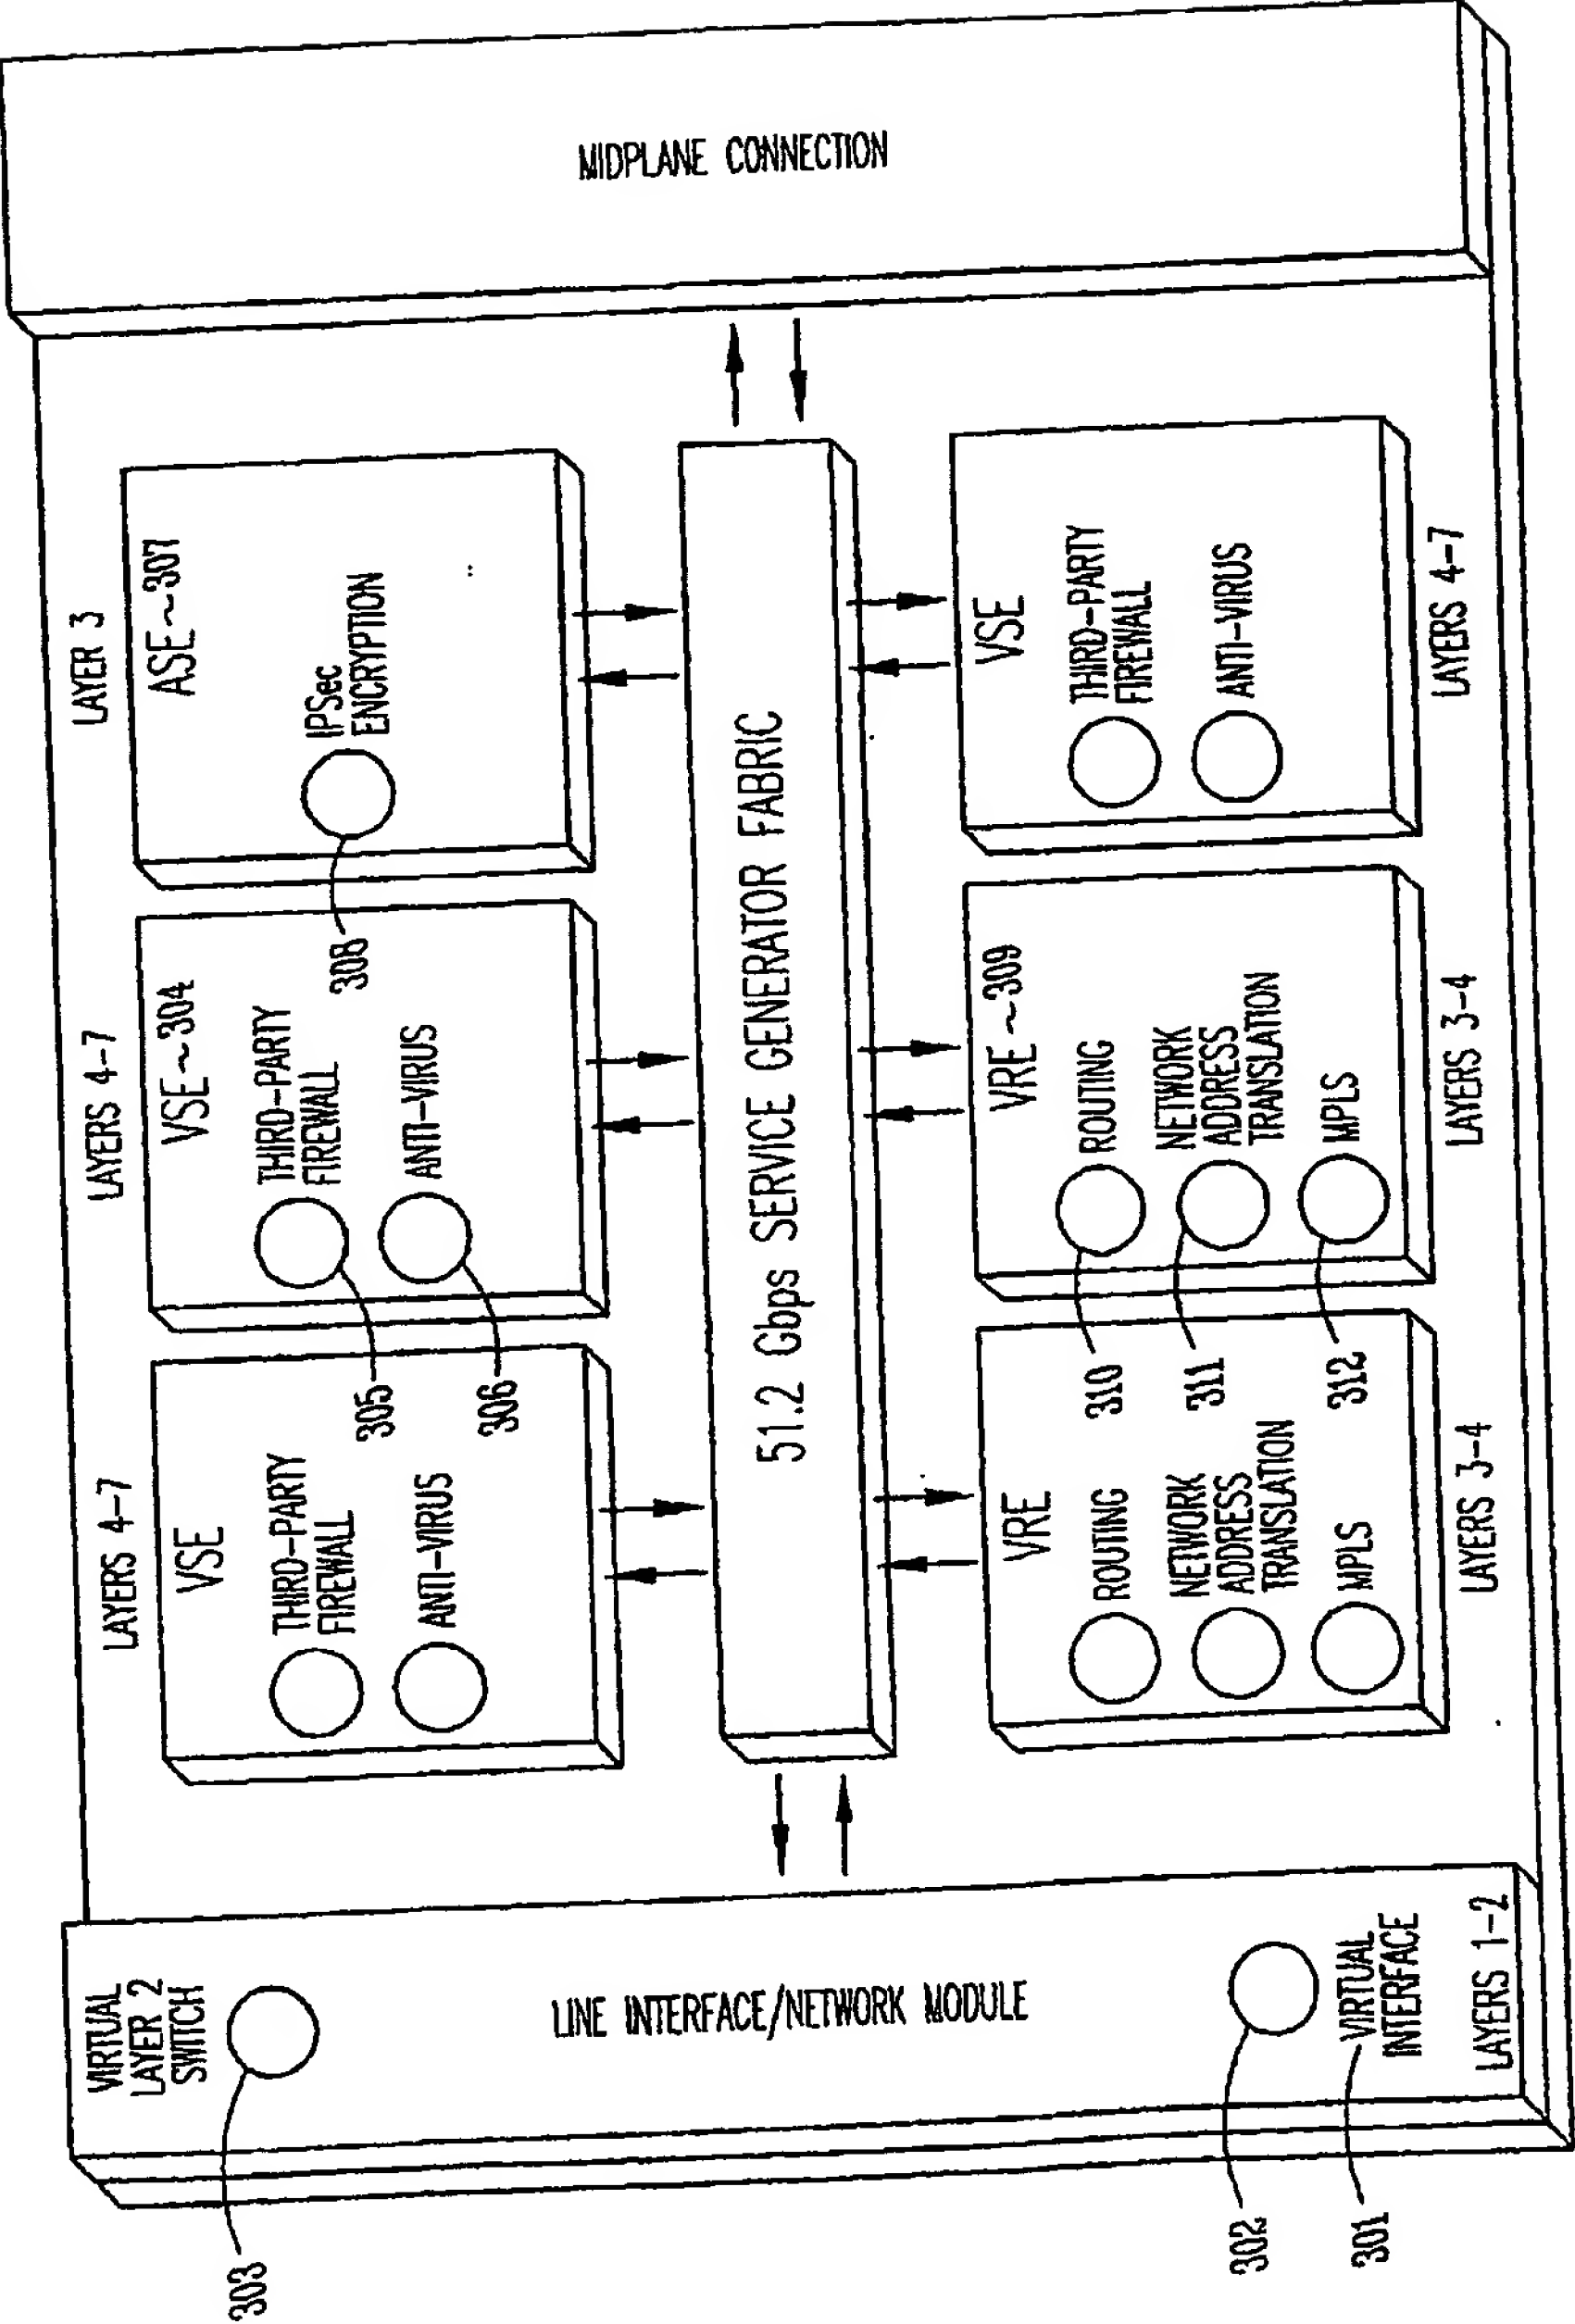 VIRTUAL
LAYER 2
SWITCH
303
LINE INTERFACE/NETWORK MODULE
302
VIRTUAL
INTERFACE
301
LAYERS 1-2
LAYERS 4-7
VSE
THIRD-PARTY
FIREWALL
ANTI-VIRUS
LAYERS 4-7
VSE~304
THIRD-PARTY
FIREWALL
305
ANTI-VIRUS
306
LAYER 3
ASE~307
IPSec
ENCRYPTION
308
51.2 Gbps SERVICE GENERATOR FABRIC
VRE
ROUTING
NETWORK
ADDRESS
TRANSLATION
MPLS
LAYERS 3-4
VRE~309
ROUTING
310
NETWORK
ADDRESS
TRANSLATION
311
MPLS
312
LAYERS 3-4
VSE
THIRD-PARTY
FIREWALL
ANTI-VIRUS
LAYERS 4-7
MIDPLANE CONNECTION